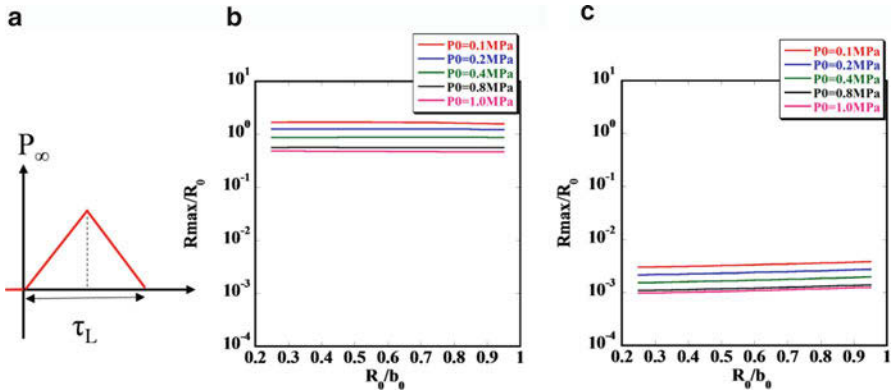 a
P∞
τL
b
P0=0.1MPa
P0=0.2MPa
P0=0.4MPa
P0=0.8MPa
P0=1.0MPa
10^1
10^0
10^-1
10^-2
10^-3
10^-4
Rmax/R0
0.2 0.3 0.4 0.5 0.6 0.7 0.8 0.9 1
R0/b0
c
P0=0.1MPa
P0=0.2MPa
P0=0.4MPa
P0=0.8MPa
P0=1.0MPa
10^1
10^0
10^-1
10^-2
10^-3
10^-4
Rmax/R0
0.2 0.3 0.4 0.5 0.6 0.7 0.8 0.9 1
R0/b0